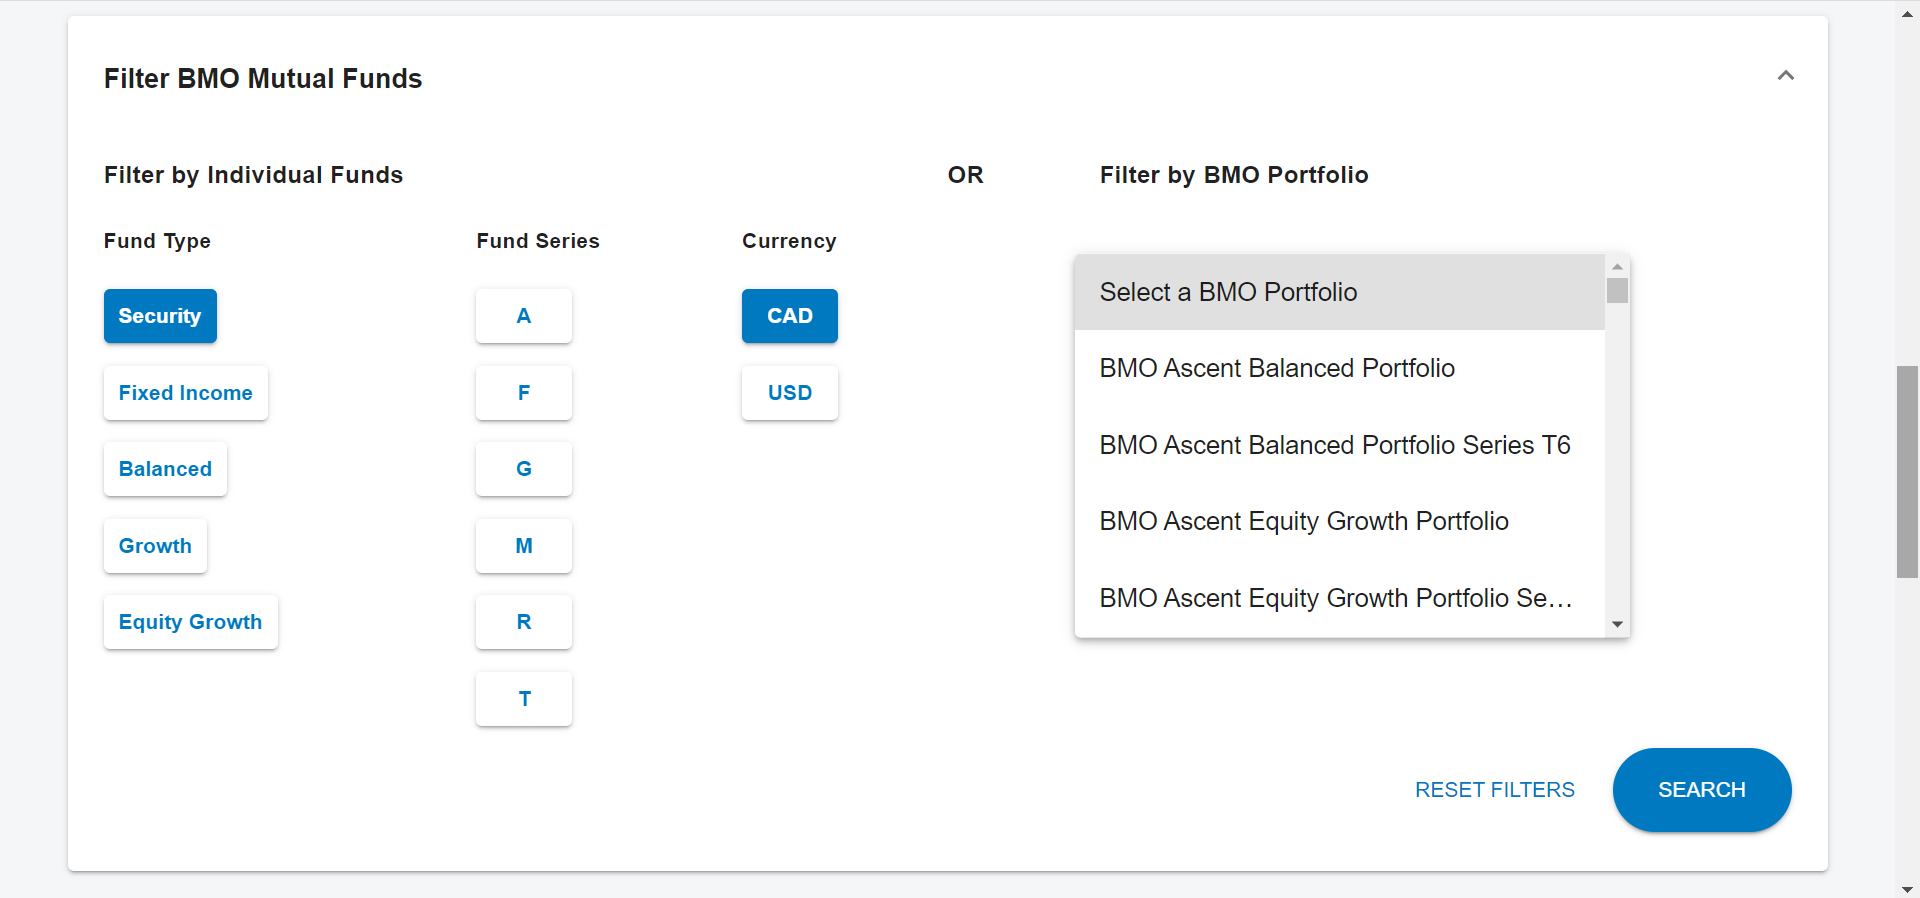 Filter BMO Mutual Funds
Filter by Individual Funds
OR
Filter by BMO Portfolio
Fund Type
Fund Series
Currency
Security
Fixed Income
Balanced
Growth
Equity Growth
A
F
G
M
R
T
CAD
USD
Select a BMO Portfolio
BMO Ascent Balanced Portfolio
BMO Ascent Balanced Portfolio Series T6
BMO Ascent Equity Growth Portfolio
BMO Ascent Equity Growth Portfolio Se…
RESET FILTERS
SEARCH